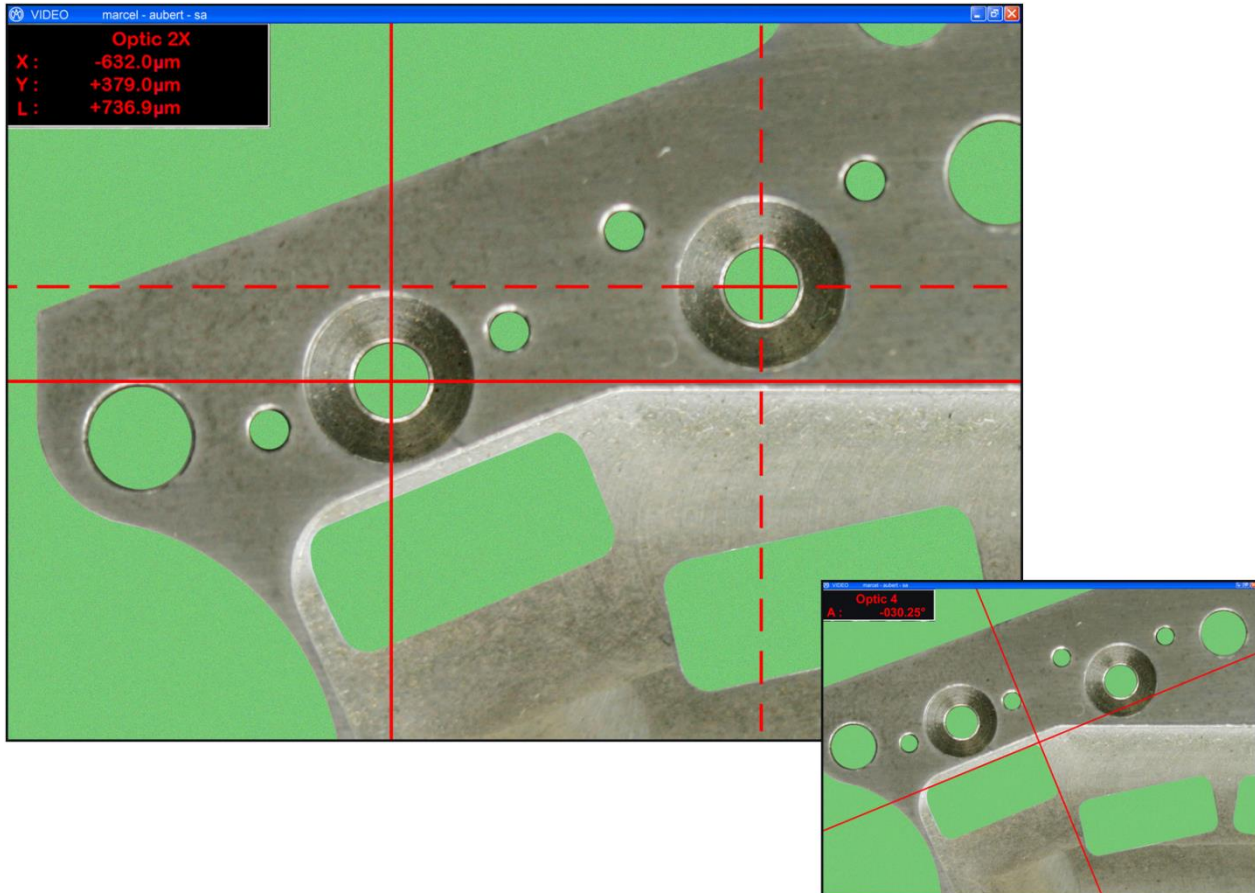 VIDEO marcel - aubert - sa
Optic 2X
X : -632.0µm
Y : +379.0µm
L : +736.9µm
VIDEO marcel - aubert - sa
Optic 4
A : -030.25°